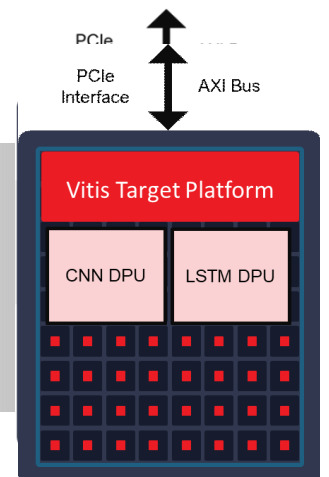 PCIe
PCIe
Interface
AXI Bus
Vitis Target Platform
CNN DPU
LSTM DPU